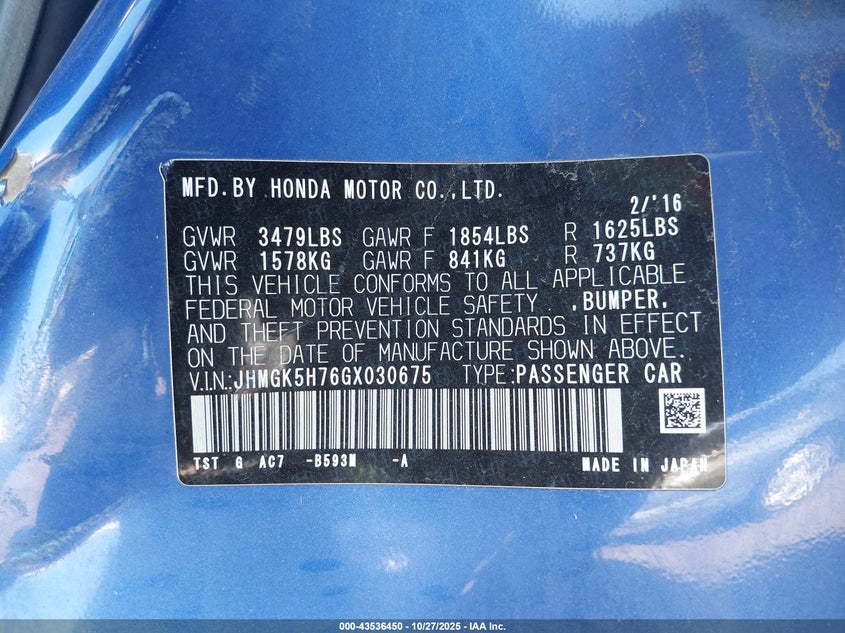 MFD.BY HONDA MOTOR CO.,LTD.
2/'16
GVWR 3479LBS GAWR F 1854LBS R 1625LBS
GVWR 1578KG GAWR F 841KG R 737KG
THIS VEHICLE CONFORMS TO ALL APPLICABLE
FEDERAL MOTOR VEHICLE SAFETY ,BUMPER,
AND THEFT PREVENTION STANDARDS IN EFFECT
ON THE DATE OF MANUFACTURE SHOWN ABOVE.
V.I.N:JHMGK5H76GX030675 TYPE:PASSENGER CAR
TST G AC7 -B593M -A MADE IN JAPAN
000-43536450 | 10/27/2025 - IAA Inc.